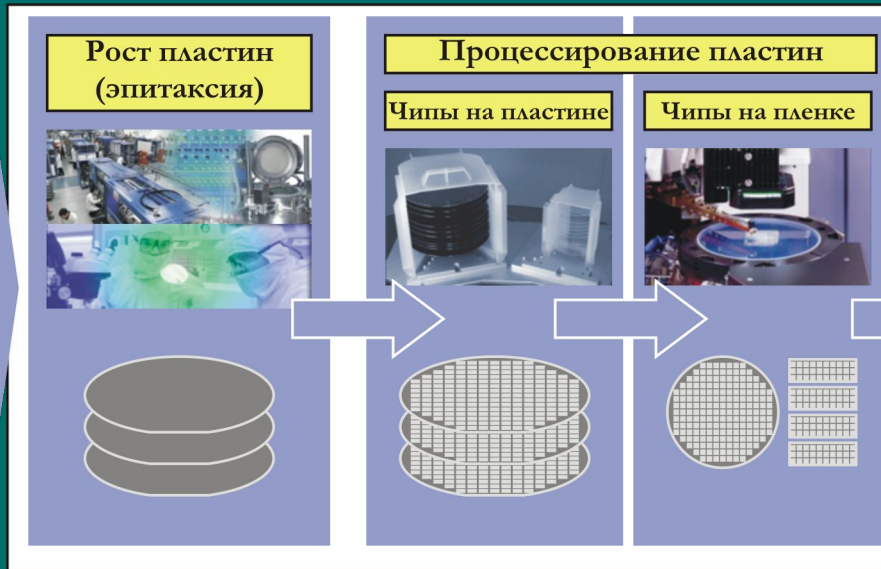 Рост пластин
(эпитаксия)
Процессирование пластин
Чипы на пластине
Чипы на пленке